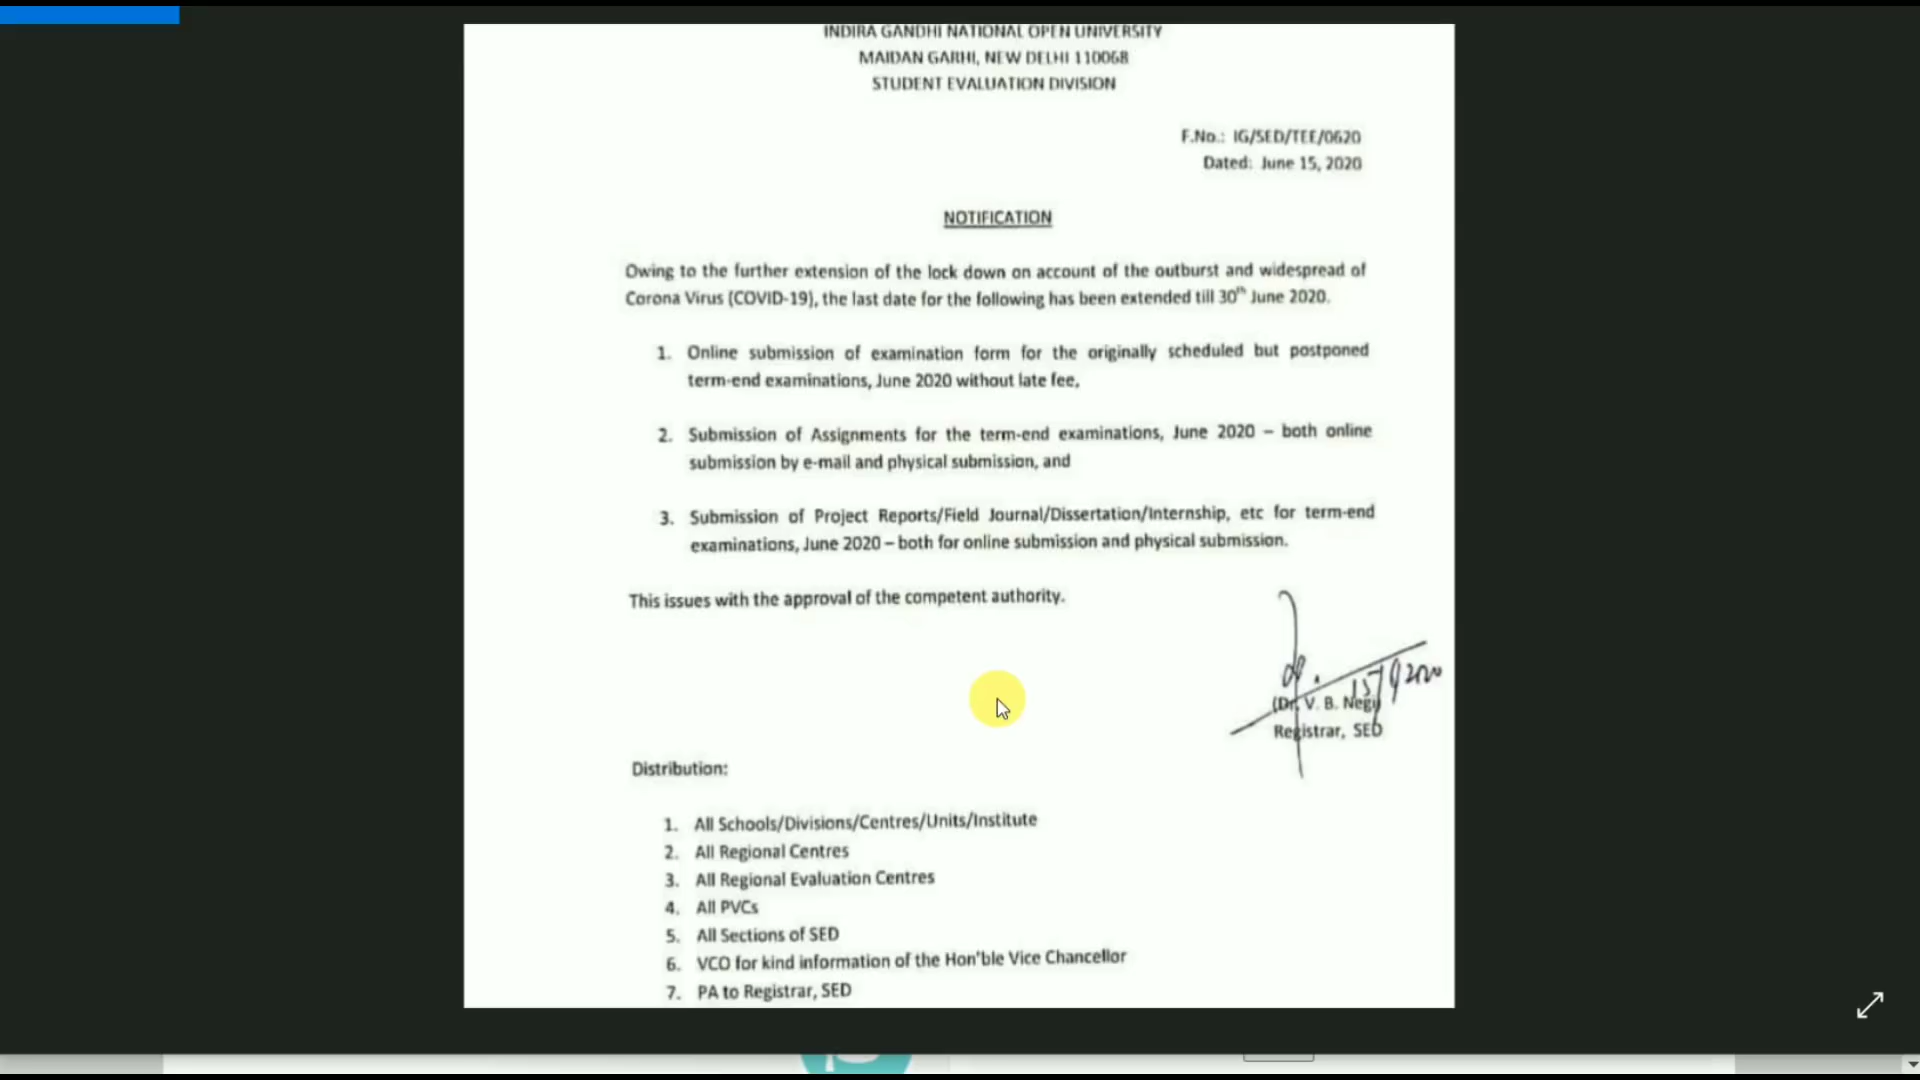 INDIRA GANDHI NATIONAL OPEN UNIVERSITY
MAIDAN GARHI, NEW DELHI 110068
STUDENT EVALUATION DIVISION
F.No.: IG/SED/TEE/0620
Dated: June 15, 2020
NOTIFICATION
Owing to the further extension of the lock down on account of the outburst and widespread of
Corona Virus (COVID-19), the last date for the following has been extended till 30th June 2020.
1. Online submission of examination form for the originally scheduled but postponed
term-end examinations, June 2020 without late fee,
2. Submission of Assignments for the term-end examinations, June 2020 – both online
submission by e-mail and physical submission, and
3. Submission of Project Reports/Field Journal/Dissertation/Internship, etc for term-end
examinations, June 2020 – both for online submission and physical submission.
This issues with the approval of the competent authority.
(Dr. V. B. Negi)
Registrar, SED
Distribution:
1. All Schools/Divisions/Centres/Units/Institute
2. All Regional Centres
3. All Regional Evaluation Centres
4. All PVCs
5. All Sections of SED
6. VCO for kind information of the Hon'ble Vice Chancellor
7. PA to Registrar, SED